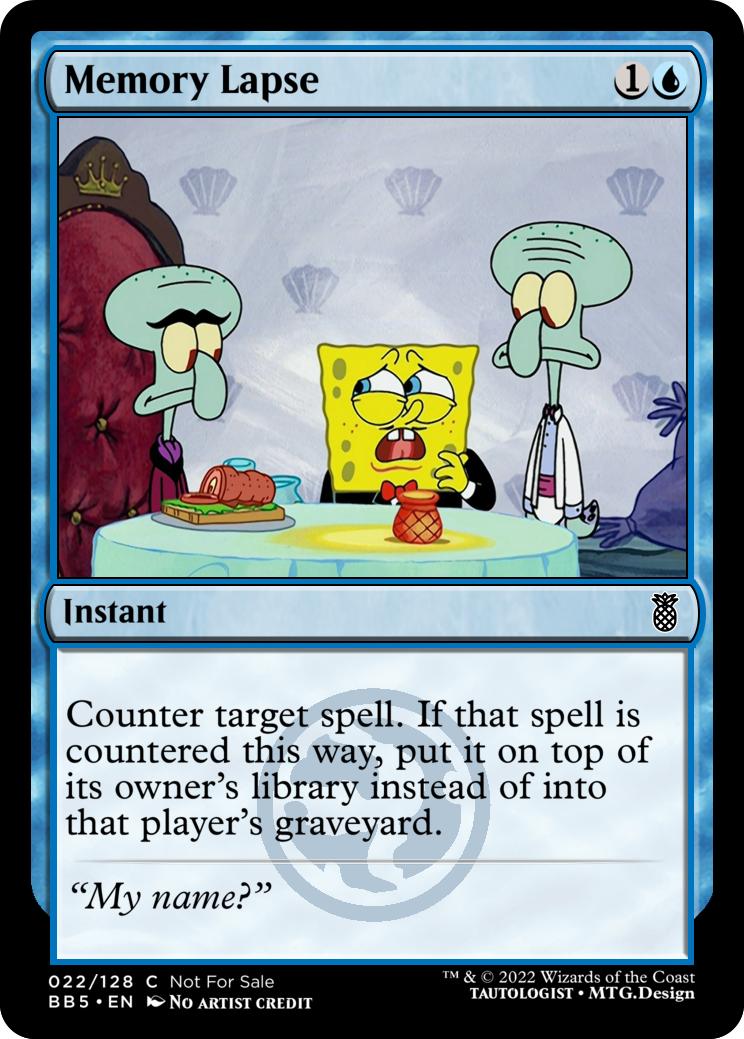 Memory Lapse 1
Instant
Counter target spell. If that spell is
countered this way, put it on top of
its owner's library instead of into
that player's graveyard.
“My name?”
022/128 C Not For Sale
BB5 • EN No artist credit
™ & © 2022 Wizards of the Coast
TAUTOLOGIST • MTG.Design